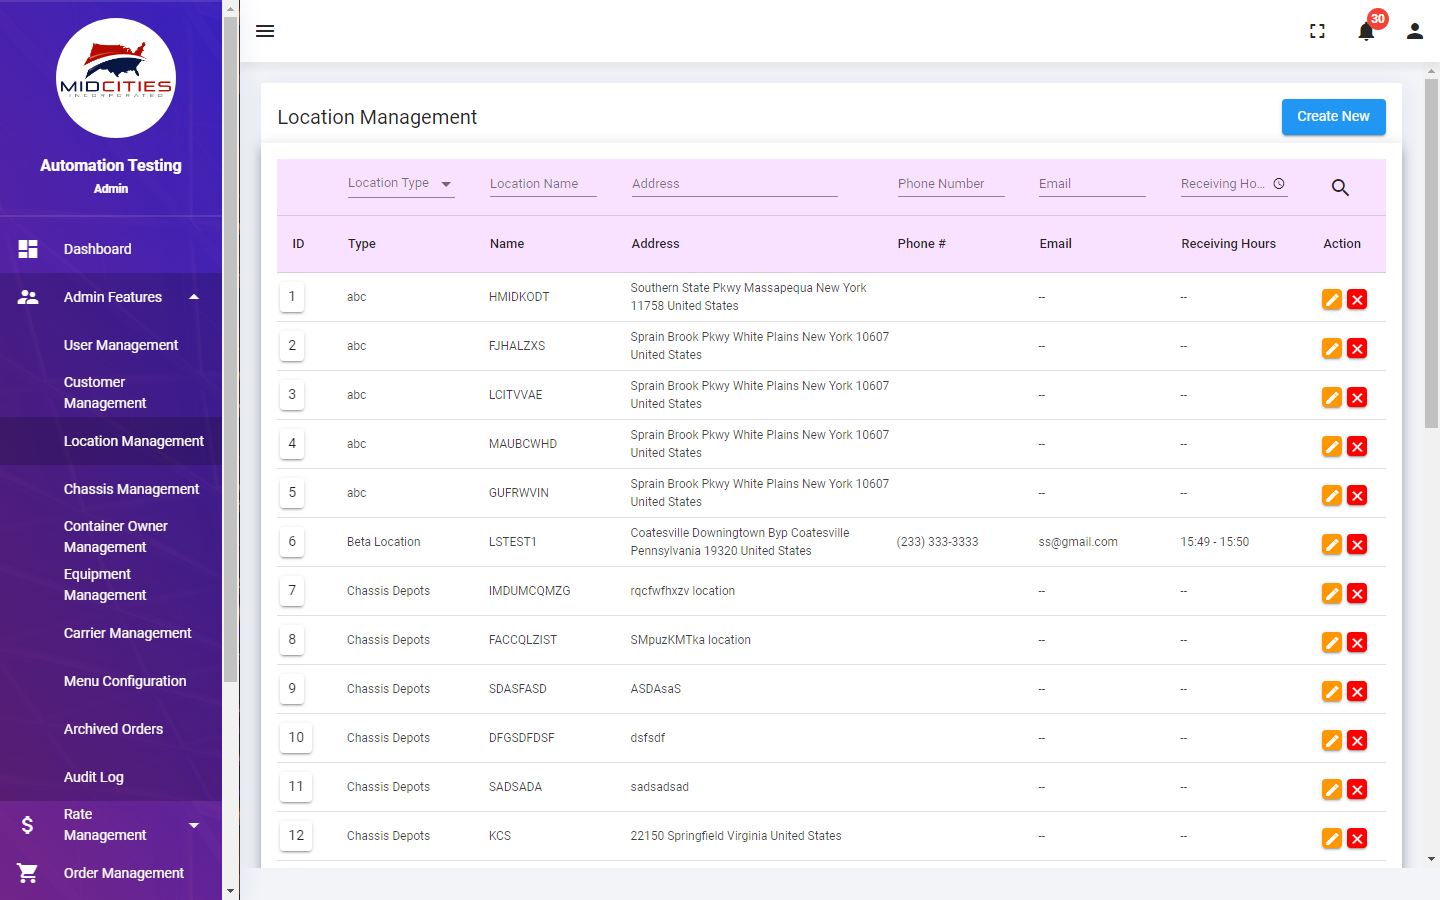 MIDCITIES
INCORPORATED
Automation Testing
Admin
Dashboard
Admin Features
User Management
Customer
Management
Location Management
Chassis Management
Container Owner
Management
Equipment
Management
Carrier Management
Menu Configuration
Archived Orders
Audit Log
Rate
Management
Order Management
30
Location Management
Create New
Location Type Location Name Address Phone Number Email Receiving Ho...
ID Type Name Address Phone # Email Receiving Hours Action
1 abc HMIDKODT Southern State Pkwy Massapequa New York
11758 United States -- --
2 abc FJHALZXS Sprain Brook Pkwy White Plains New York 10607
United States -- --
3 abc LCITVVAE Sprain Brook Pkwy White Plains New York 10607
United States -- --
4 abc MAUBCWHD Sprain Brook Pkwy White Plains New York 10607
United States -- --
5 abc GUFRWVIN Sprain Brook Pkwy White Plains New York 10607
United States -- --
6 Beta Location LSTEST1 Coatesville Downingtown Byp Coatesville
Pennsylvania 19320 United States (233) 333-3333 ss@gmail.com 15:49 - 15:50
7 Chassis Depots IMDUMCQMZG rqcfwfhxzv location -- --
8 Chassis Depots FACCQLZIST SMpuzKMTka location -- --
9 Chassis Depots SDASFASD ASDAsaS -- --
10 Chassis Depots DFGSDFDSF dsfsdf -- --
11 Chassis Depots SADSADA sadsadsad -- --
12 Chassis Depots KCS 22150 Springfield Virginia United States -- --